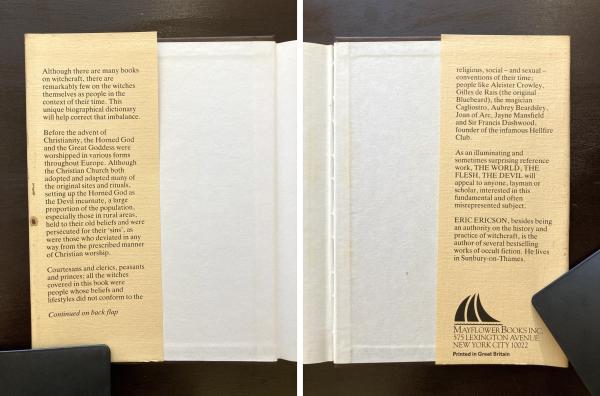 Although there are many books
on witchcraft, there are
remarkably few on the witches
themselves as people in the
context of their time. This
unique biographical dictionary
will help correct that imbalance.
Before the advent of
Christianity, the Horned God
and the Great Goddess were
worshipped in various forms
throughout Europe. Although
the Christian Church both
adopted and adapted many of
the original sites and rituals,
setting up the Horned God as
the Devil incarnate, a large
proportion of the population,
especially those in rural areas,
held to their old beliefs and were
persecuted for their 'sins', as
were those who deviated in any
way from the prescribed manner
of Christian worship.
Courtesans and clerics, peasants
and princes; all the witches
covered in this book were
people whose beliefs and
lifestyles did not conform to the
Continued on back flap
religious, social – and sexual –
conventions of their time;
people like Aleister Crowley,
Gilles de Rais (the original
Bluebeard), the magician
Cagliostro, Aubrey Beardsley,
Joan of Arc, Jayne Mansfield
and Sir Francis Dashwood,
founder of the infamous Hellfire
Club.
As an illuminating and
sometimes surprising reference
work, THE WORLD, THE
FLESH, THE DEVIL will
appeal to anyone, layman or
scholar, interested in this
fundamental and often
misrepresented subject.
ERIC ERICSON, besides being
an authority on the history and
practice of witchcraft, is the
author of several bestselling
works of occult fiction. He lives
in Sunbury-on-Thames.
MAYFLOWER BOOKS INC.
575 LEXINGTON AVENUE
NEW YORK CITY 10022
Printed in Great Britain